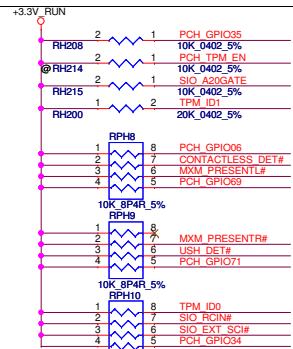 +3.3V_RUN
2 1 PCH_GPIO35
RH208 10K_0402_5%
2 1 PCH_TPM_EN
@RH214 10K_0402_5%
2 1 SIO_A20GATE
RH215 10K_0402_5%
1 2 TPM_ID1
RH200 20K_0402_5%
RPH8
1 8 PCH_GPIO06
2 7 CONTACTLESS_DET#
3 6 MXM_PRESENTL#
4 5 PCH_GPIO69
10K_8P4R_5%
RPH9
1 8
2 7 MXM_PRESENTR#
3 6 USH_DET#
4 5 PCH_GPIO71
10K_8P4R_5%
RPH10
1 8 TPM_ID0
2 7 SIO_RCIN#
3 6 SIO_EXT_SCI#
4 5 PCH_GPIO34